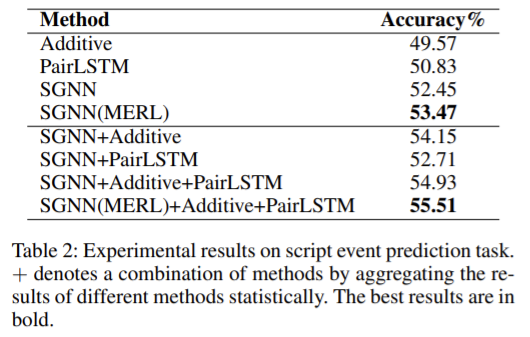 Method Accuracy%
Additive 49.57
PairLSTM 50.83
SGNN 52.45
SGNN(MERL) 53.47
SGNN+Additive 54.15
SGNN+PairLSTM 52.71
SGNN+Additive+PairLSTM 54.93
SGNN(MERL)+Additive+PairLSTM 55.51
Table 2: Experimental results on script event prediction task.
+ denotes a combination of methods by aggregating the re-
sults of different methods statistically. The best results are in
bold.